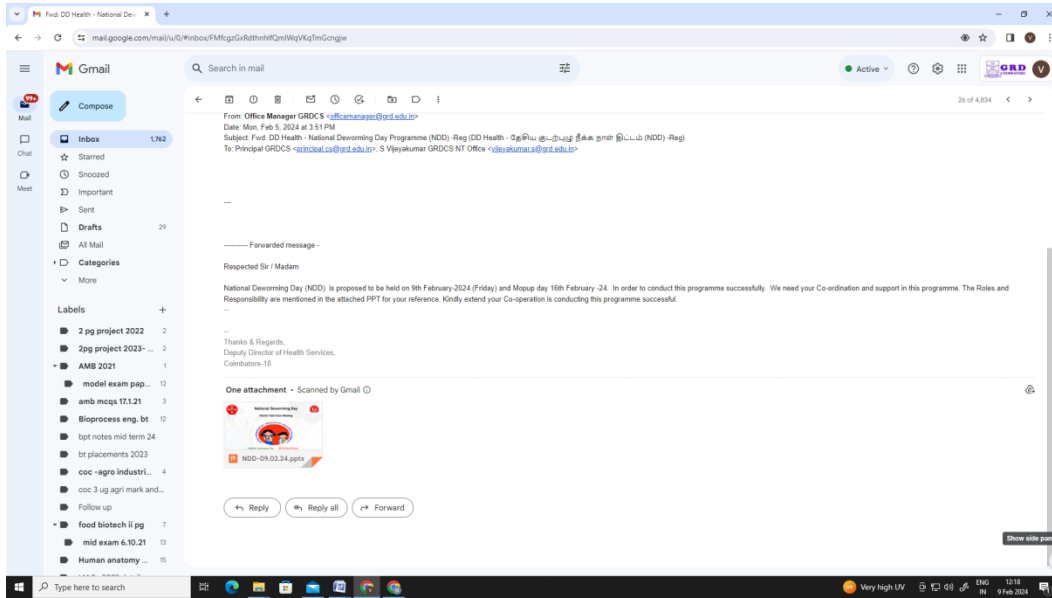 Fwd: DD Health - National Dew
mail.google.com/mail/u/0/#inbox/FMfcgzGxRdthnhlfQmlWqVKqTmGcngjw
Gmail
Search in mail
Active
GRD
V
99+
Mail
Chat
Meet
Compose
Inbox 1,762
Starred
Snoozed
Important
Sent
Drafts 29
All Mail
Categories
More
Labels
2 pg project 2022 2
2pg project 2023- ... 2
AMB 2021 1
model exam pap... 12
amb mcqs 17.1.21 3
Bioprocess eng. bt 12
bpt notes mid term 24
bt placements 2023
coc -agro industri... 4
coc 3 ug agri mark and...
Follow up
food biotech ii pg 7
mid exam 6.10.21 13
Human anatomy ... 15
26 of 4,834
From: Office Manager GRDCS <officemanager@grd.edu.in>
Date: Mon, Feb 5, 2024 at 3:51 PM
Subject: Fwd: DD Health - National Deworming Day Programme (NDD) -Reg (DD Health - தேசிய குடற்புழு நீக்க நாள் திட்டம் (NDD) -Reg)
To: Principal GRDCS <principal.cs@grd.edu.in>, S Vijeyakumar GRDCS NT Office <vijeyakumar.s@grd.edu.in>
---
---------- Forwarded message -
Respected Sir / Madam
National Deworming Day (NDD) is proposed to be held on 9th February-2024 (Friday) and Mopup day 16th February -24. In order to conduct this programme successfully. We need your Co-ordination and support in this programme. The Roles and
Responsibility are mentioned in the attached PPT for your reference. Kindly extend your Co-operation is conducting this programme successful.
--
--
Thanks & Regards,
Deputy Director of Health Services,
Coimbatore-18
One attachment • Scanned by Gmail
National Deworming Day
NDD-09.02.24.pptx
Reply
Reply all
Forward
Show side pan
Type here to search
Very high UV
ENG
IN
12:18
9 Feb 2024